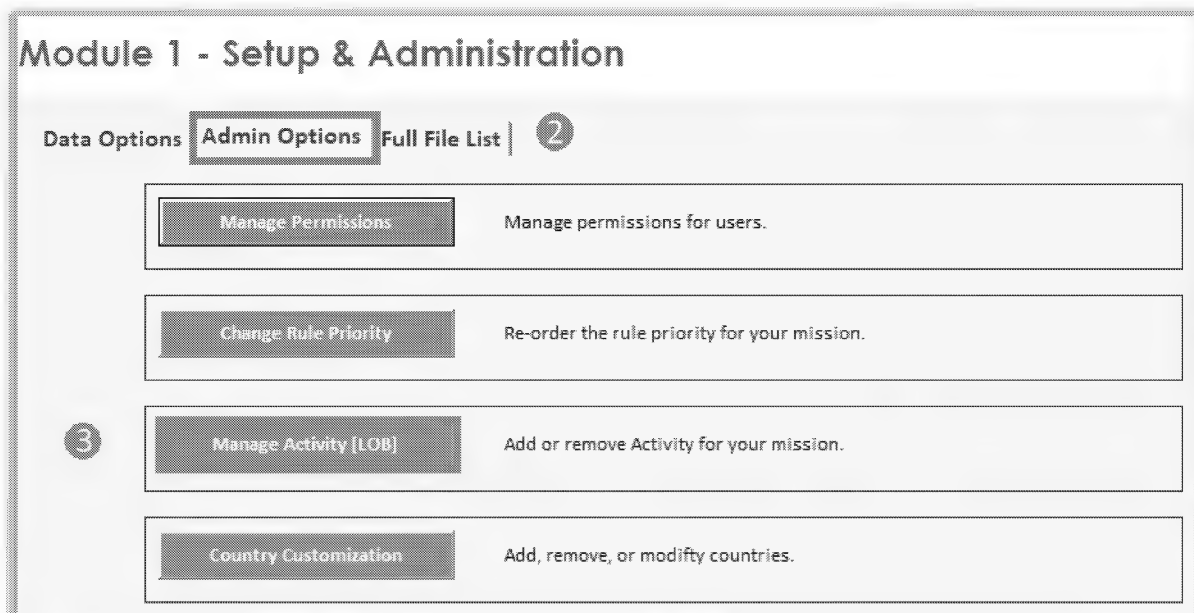 Module 1 - Setup & Administration
Data Options Admin Options Full File List 2
Manage Permissions Manage permissions for users.
Change Rule Priority Re-order the rule priority for your mission.
3 Manage Activity [LOB] Add or remove Activity for your mission.
Country Customization Add, remove, or modifty countries.